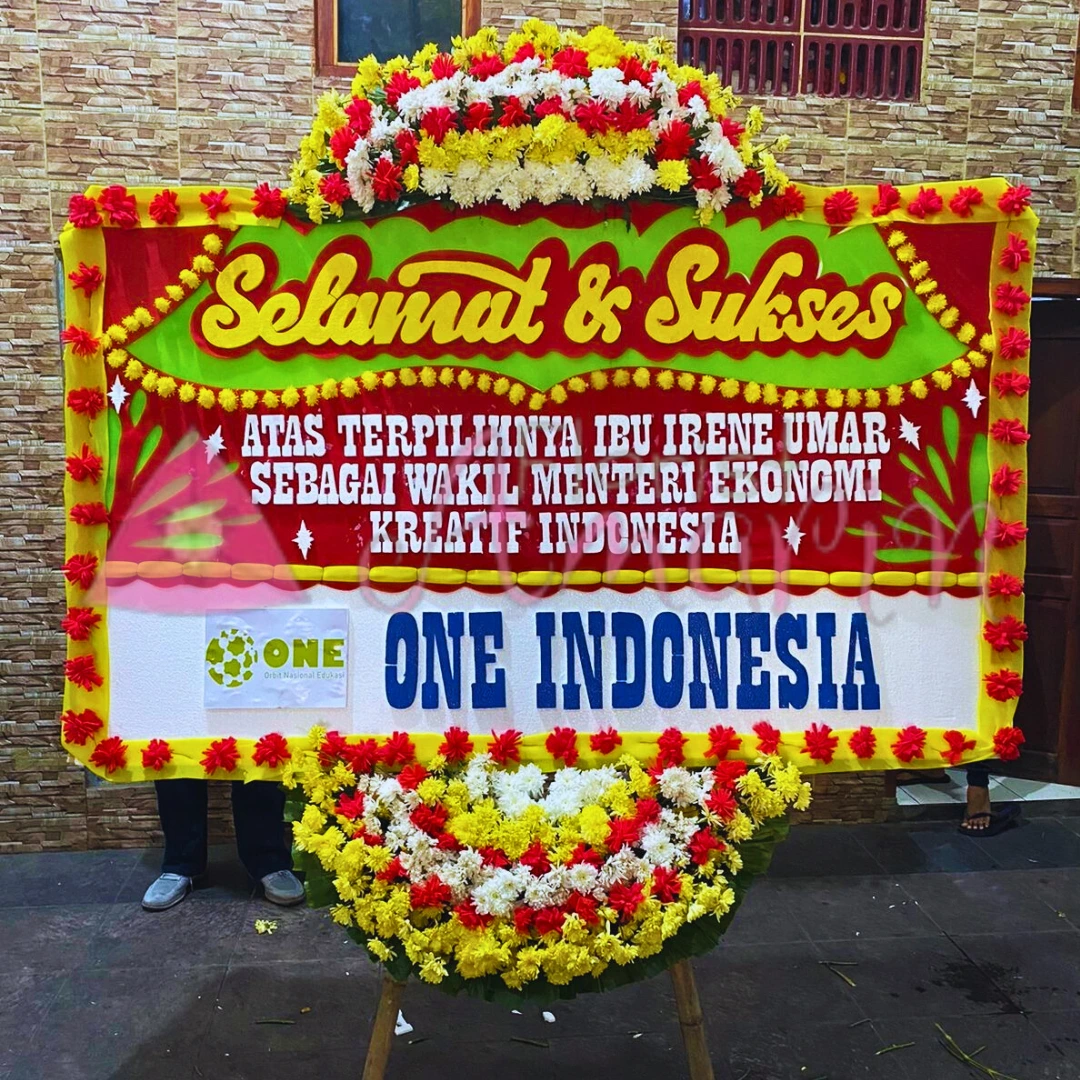 Selamat & Sukses
ATAS TERPILIHNYA IBU IRENE UMAR
SEBAGAI WAKIL MENTERI EKONOMI
KREATIF INDONESIA
ONE
Orbit Nasional Edukasi
ONE INDONESIA